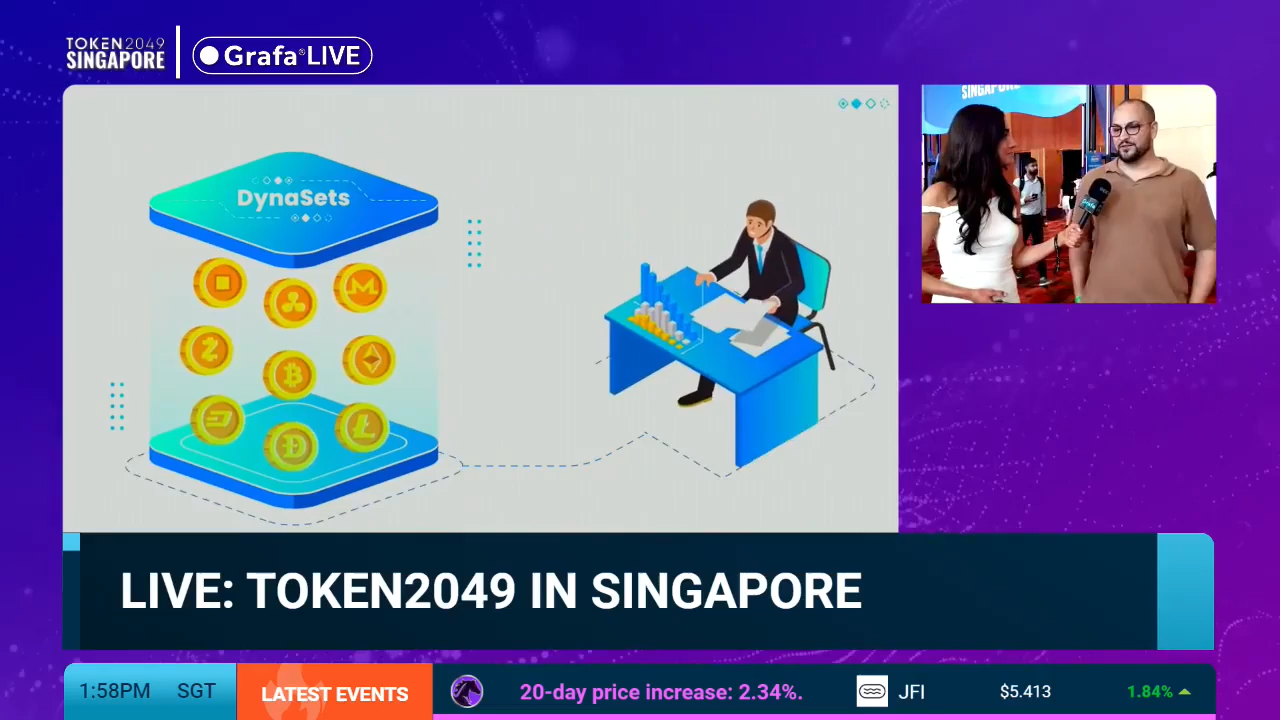 TOKEN2049
SINGAPORE
Grafa® LIVE
DynaSets
SINGAPORE
Grafa
LIVE: TOKEN2049 IN SINGAPORE
1:58PM SGT
LATEST EVENTS
20-day price increase: 2.34%.
JFI
$5.413
1.84%